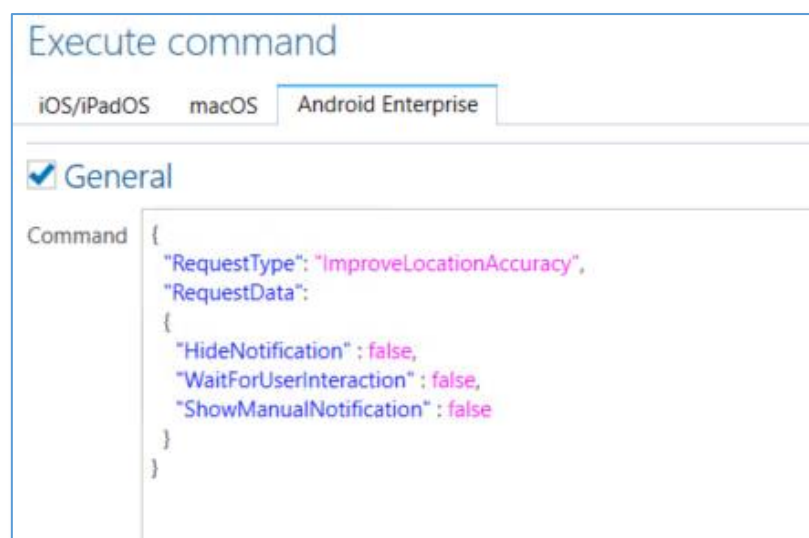 Execute command
iOS/iPadOS macOS Android Enterprise
General
Command {
"RequestType": "ImproveLocationAccuracy",
"RequestData":
{
"HideNotification" : false,
"WaitForUserInteraction" : false,
"ShowManualNotification" : false
}
}